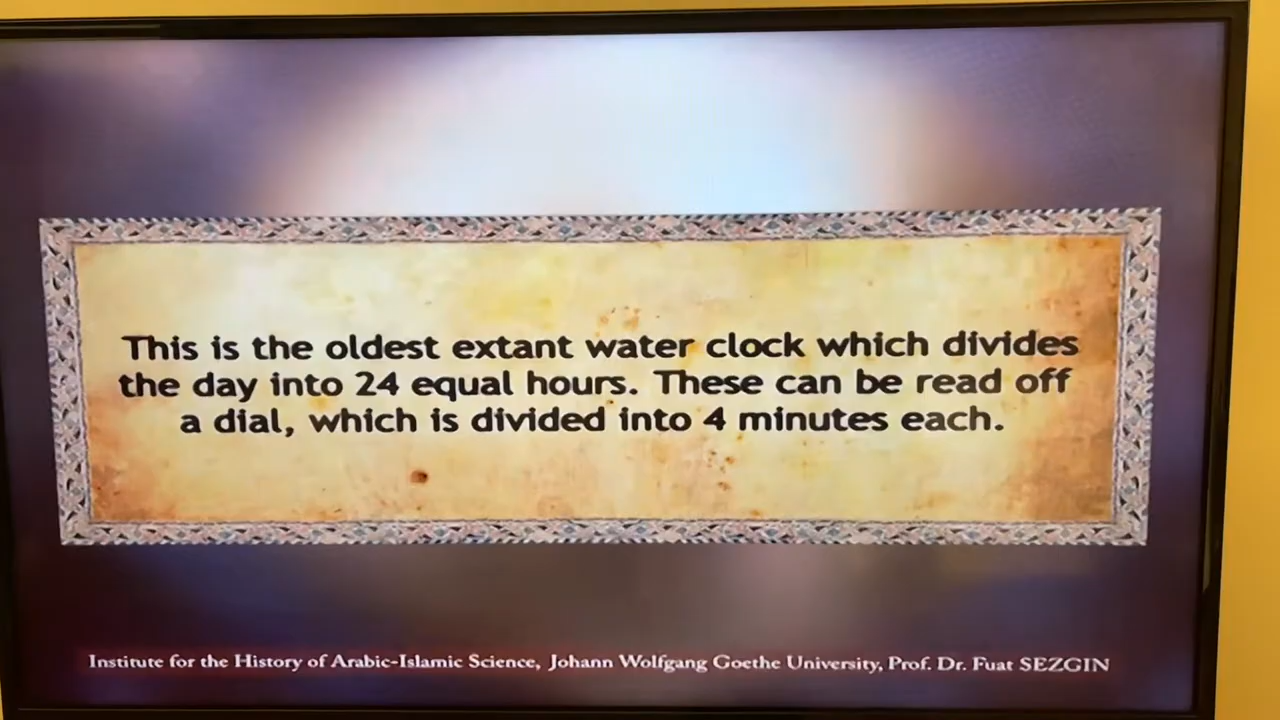 This is the oldest extant water clock which divides
the day into 24 equal hours. These can be read off
a dial, which is divided into 4 minutes each.
Institute for the History of Arabic-Islamic Science, Johann Wolfgang Goethe University, Prof. Dr. Fuat SEZGIN